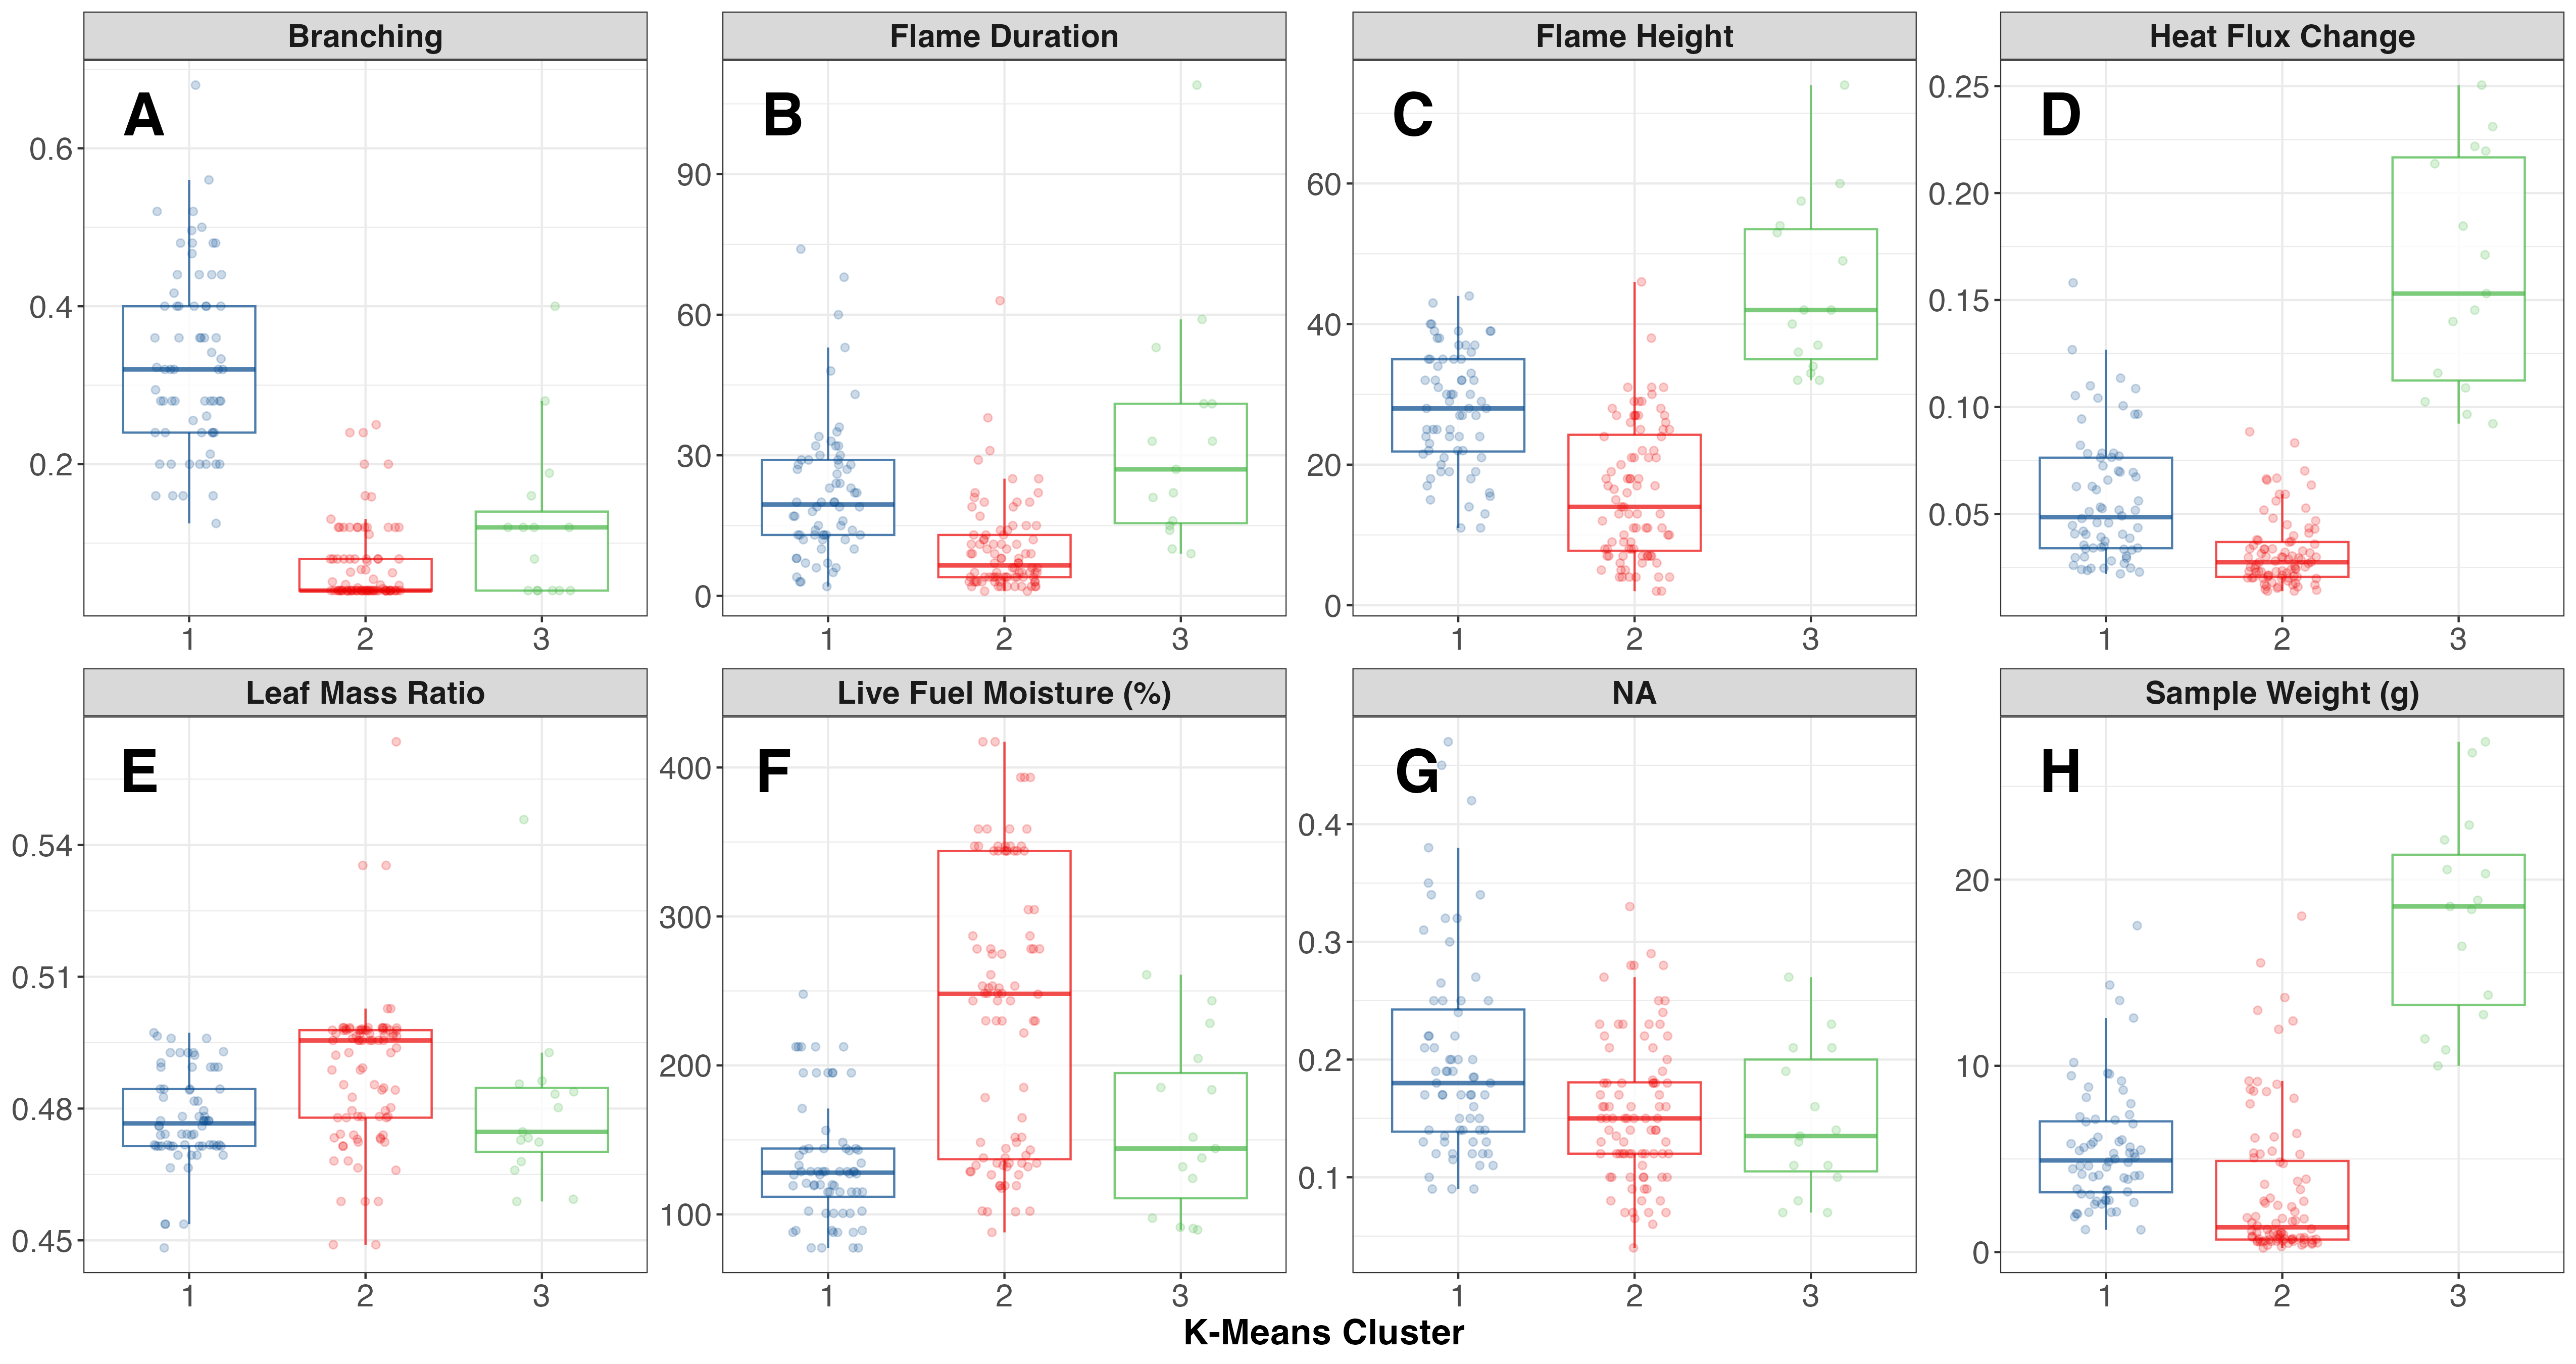 Branching
Flame Duration
Flame Height
Heat Flux Change
A
B
C
D
0.6
0.4
0.2
90
60
30
0
60
40
20
0
0.25
0.20
0.15
0.10
0.05
1 2 3
1 2 3
1 2 3
1 2 3
Leaf Mass Ratio
Live Fuel Moisture (%)
NA
Sample Weight (g)
E
F
G
H
0.54
0.51
0.48
0.45
400
300
200
100
0.4
0.3
0.2
0.1
20
10
0
1 2 3
1 2 3
1 2 3
1 2 3
K-Means Cluster